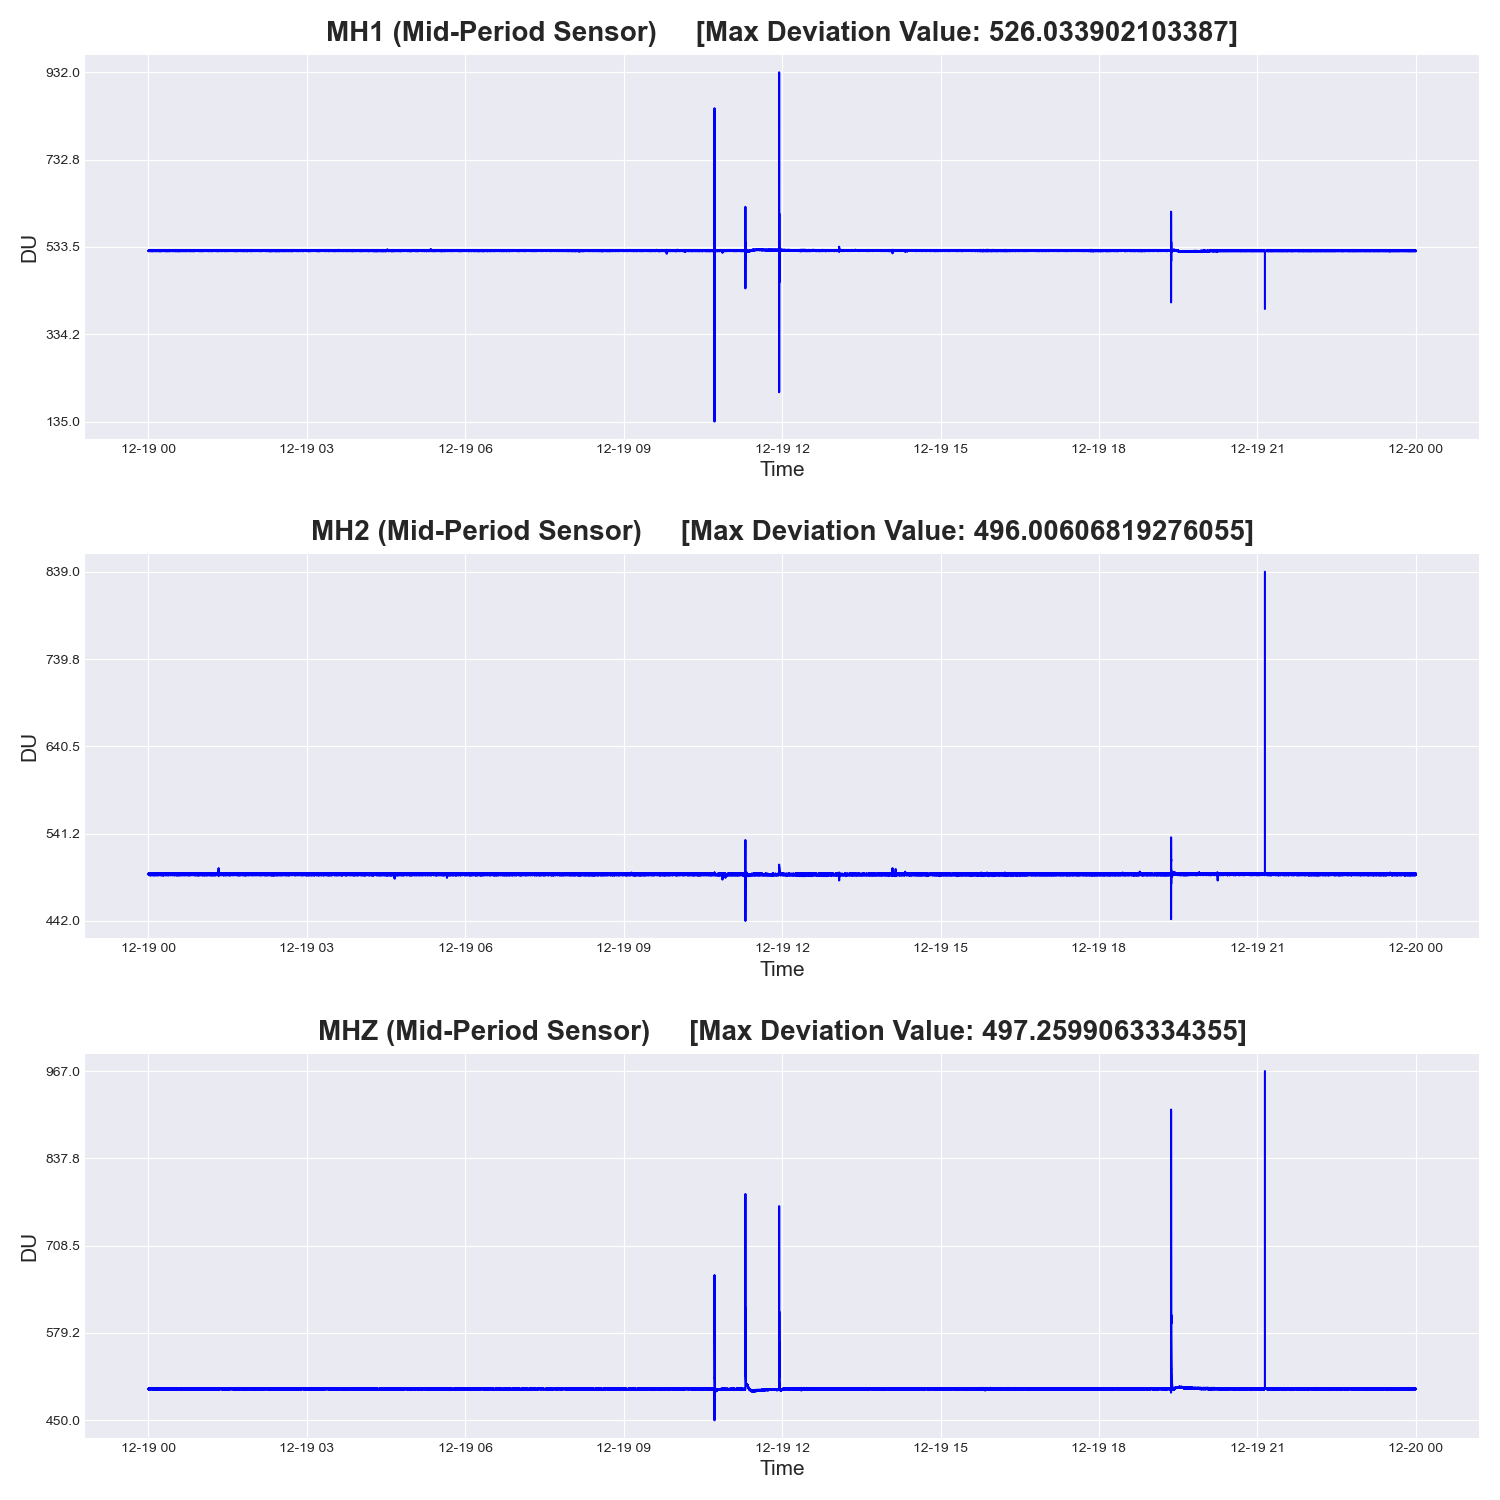 MH1 (Mid-Period Sensor) [Max Deviation Value: 526.033902103387]
DU
932.0
732.8
533.5
334.2
135.0
12-19 00 12-19 03 12-19 06 12-19 09 12-19 12 12-19 15 12-19 18 12-19 21 12-20 00
Time
MH2 (Mid-Period Sensor) [Max Deviation Value: 496.00606819276055]
DU
839.0
739.8
640.5
541.2
442.0
12-19 00 12-19 03 12-19 06 12-19 09 12-19 12 12-19 15 12-19 18 12-19 21 12-20 00
Time
MHZ (Mid-Period Sensor) [Max Deviation Value: 497.2599063334355]
DU
967.0
837.8
708.5
579.2
450.0
12-19 00 12-19 03 12-19 06 12-19 09 12-19 12 12-19 15 12-19 18 12-19 21 12-20 00
Time